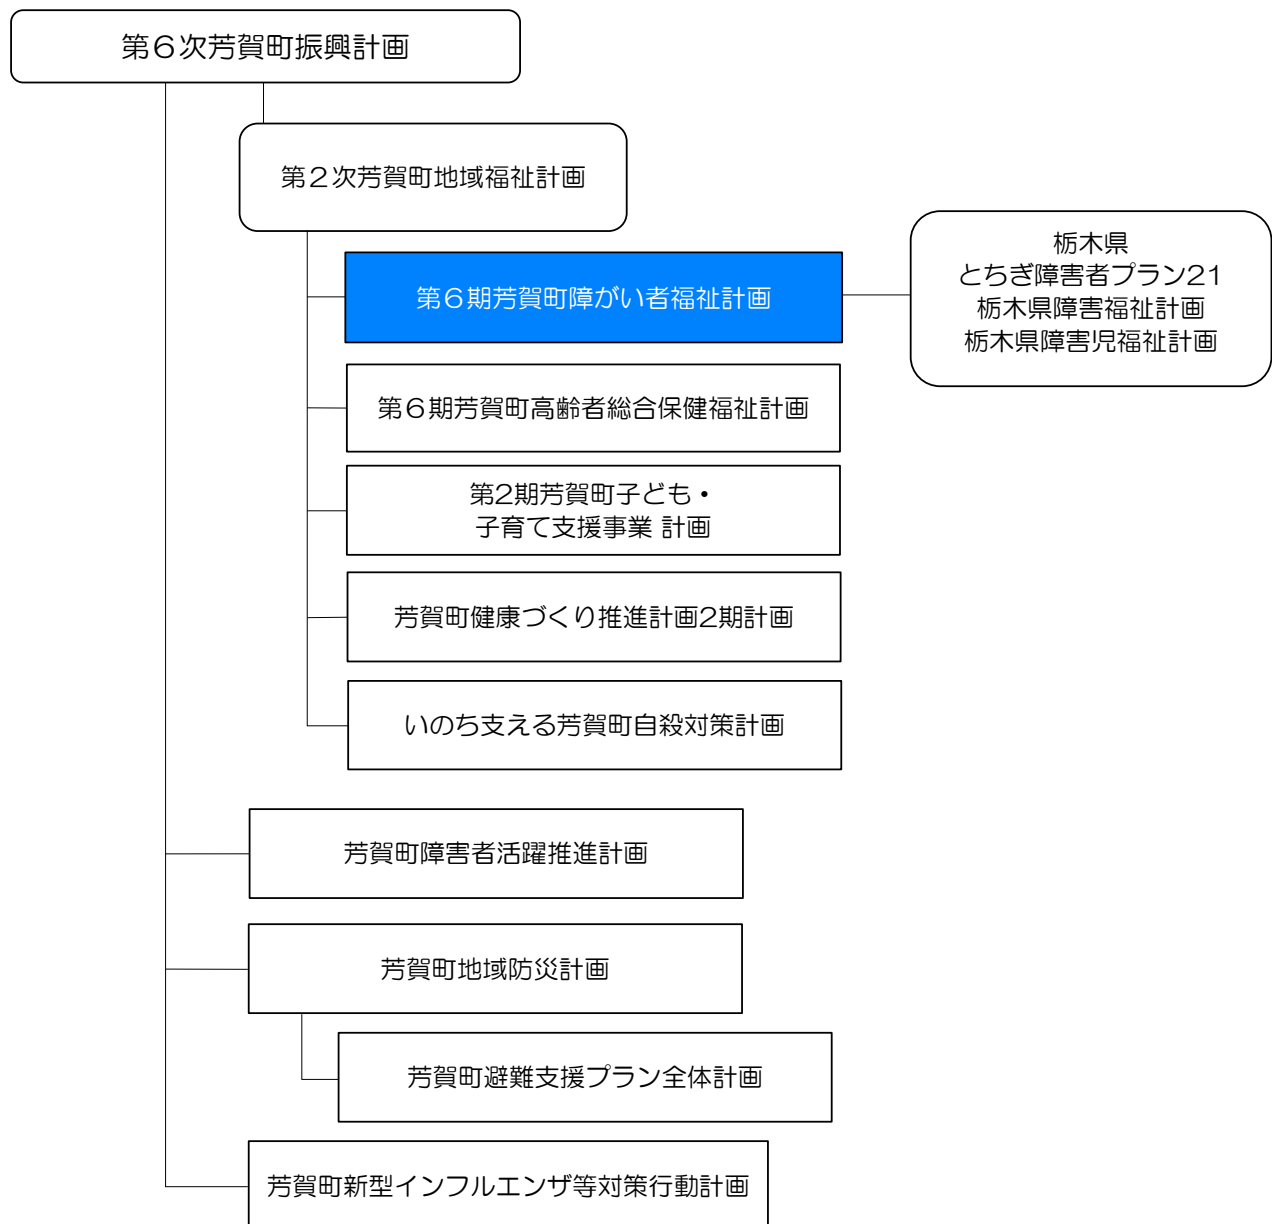 第６次芳賀町振興計画
第２次芳賀町地域福祉計画
第６期芳賀町障がい者福祉計画
栃木県
とちぎ障害者プラン21
栃木県障害福祉計画
栃木県障害児福祉計画
第６期芳賀町高齢者総合保健福祉計画
第2期芳賀町子ども・
子育て支援事業 計画
芳賀町健康づくり推進計画2期計画
いのち支える芳賀町自殺対策計画
芳賀町障害者活躍推進計画
芳賀町地域防災計画
芳賀町避難支援プラン全体計画
芳賀町新型インフルエンザ等対策行動計画